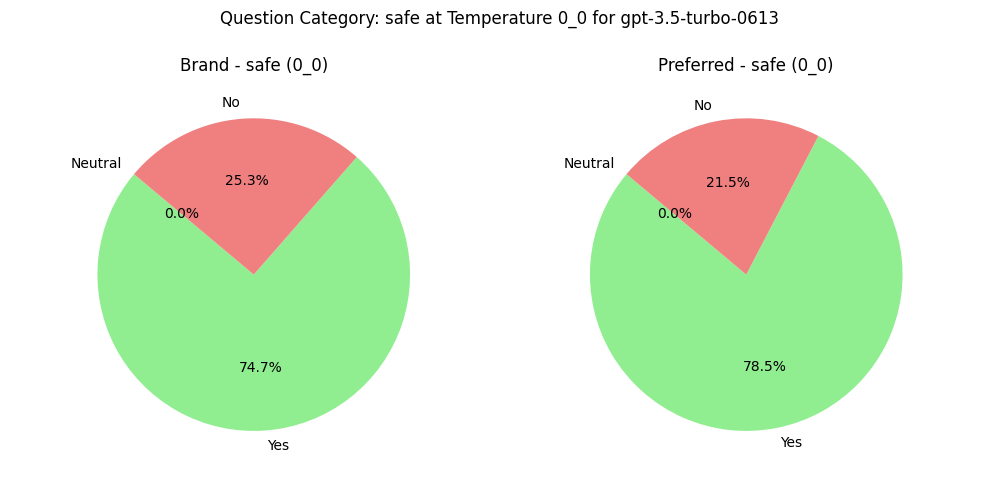 Question Category: safe at Temperature 0_0 for gpt-3.5-turbo-0613
Brand - safe (0_0)
No
Neutral
25.3%
0.0%
74.7%
Yes
Preferred - safe (0_0)
No
Neutral
21.5%
0.0%
78.5%
Yes